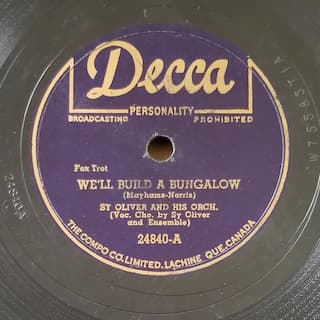 Decca
PERSONALITY
BROADCASTING PROHIBITED
Fox Trot
WE'LL BUILD A BUNGALOW
(Mayhams-Norris)
SY OLIVER AND HIS ORCH.
(Voc. Cho. by Sy Oliver
and Ensemble)
24840-A
THE COMPO CO. LIMITED. LACHINE QUE. CANADA